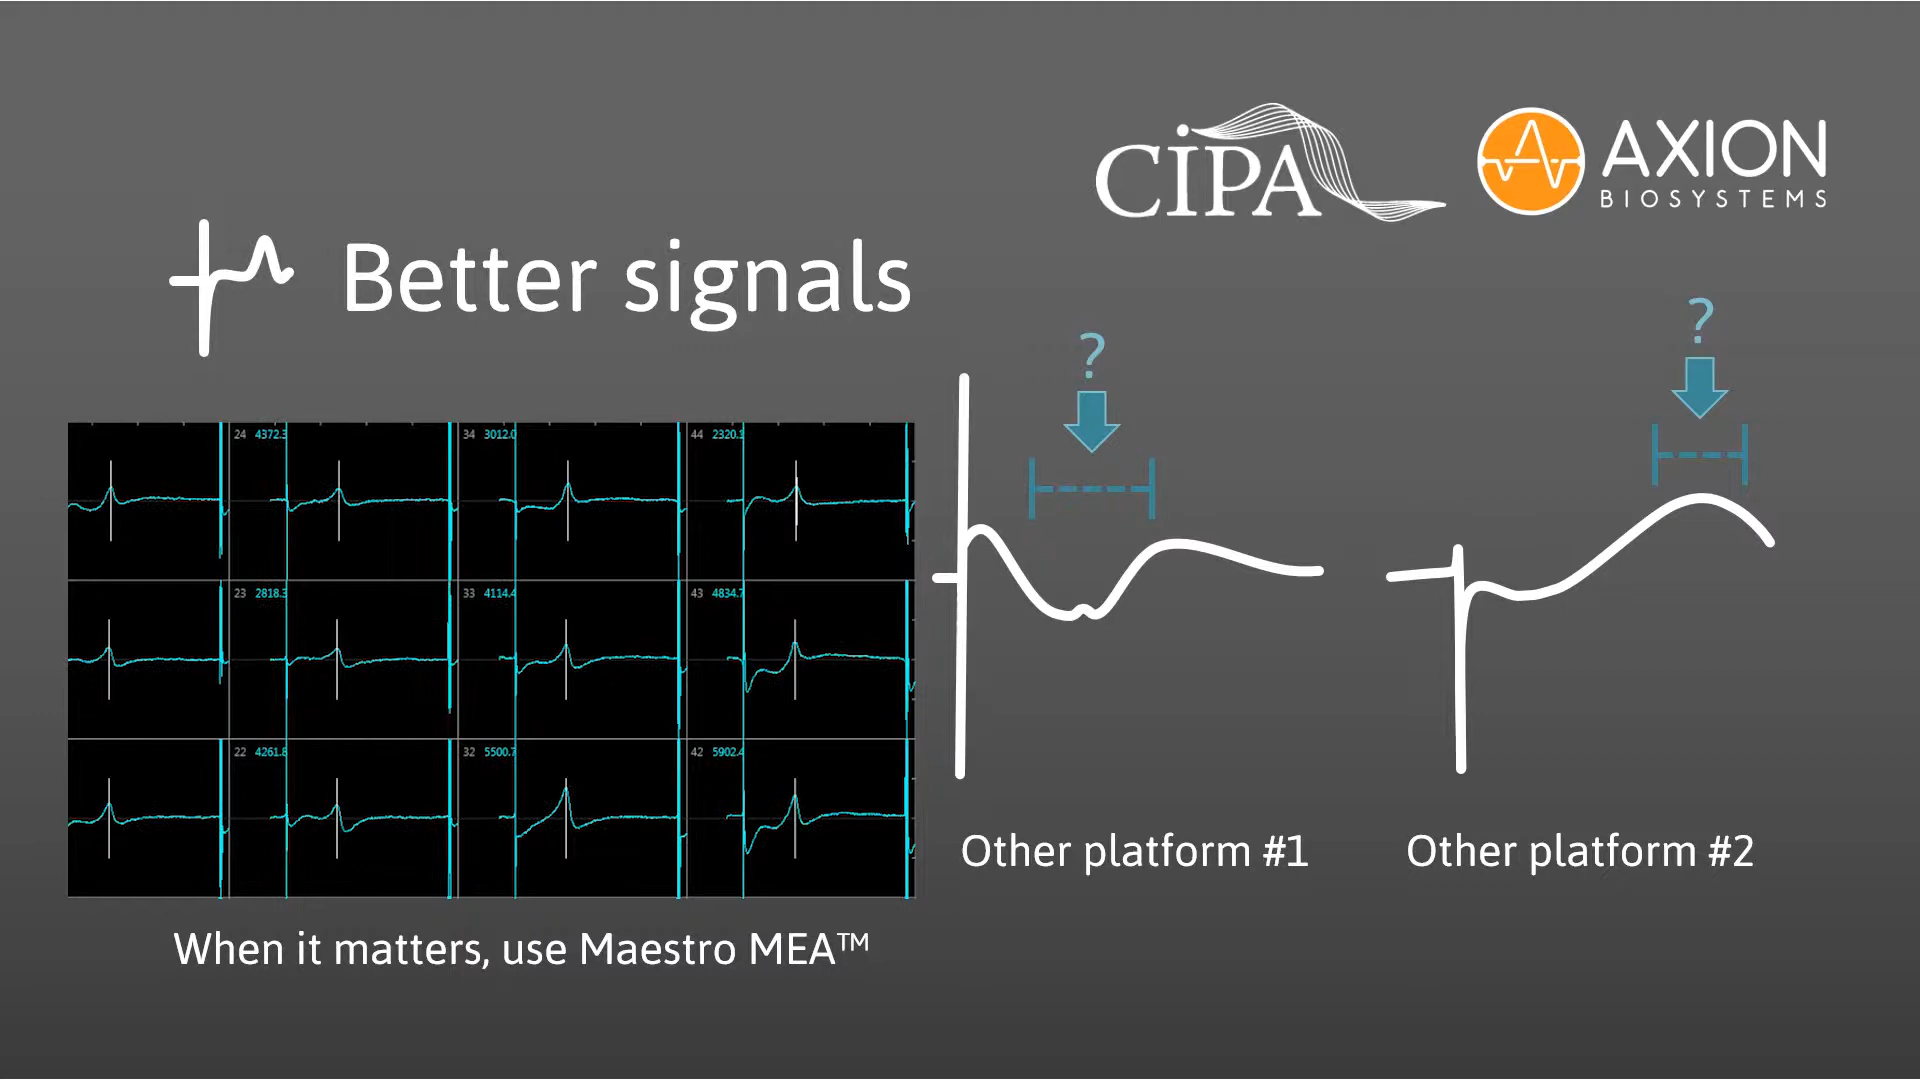 CiPA
AXION
BIOSYSTEMS
Better signals
?
?
24 4372.3
34 3012.0
44 2320.1
23 2818.3
33 4114.4
43 4834.7
22 4261.8
32 5500.7
42 5902.4
Other platform #1
Other platform #2
When it matters, use Maestro MEA™